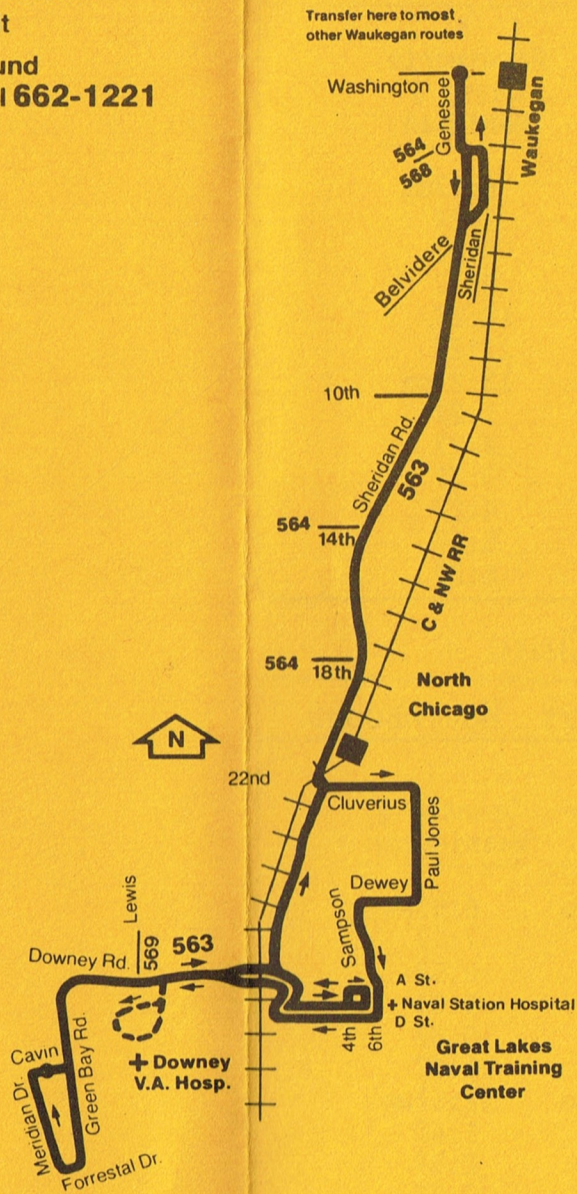 t
und
662-1221
Transfer here to most
other Waukegan routes
Washington
Genesee
Waukegan
564
568
Belvidere
Sheridan
10th
Sheridan Rd.
563
564
14th
C & NW RR
564
18th
North
Chicago
N
22nd
Cluverius
Paul Jones
Dewey
Sampson
Lewis
569
563
Downey Rd.
A St.
+ Naval Station Hospital
D St.
4th
6th
Great Lakes
Naval Training
Center
Cavin
Green Bay Rd.
+ Downey
V.A. Hosp.
Meridian Dr.
Forrestal Dr.